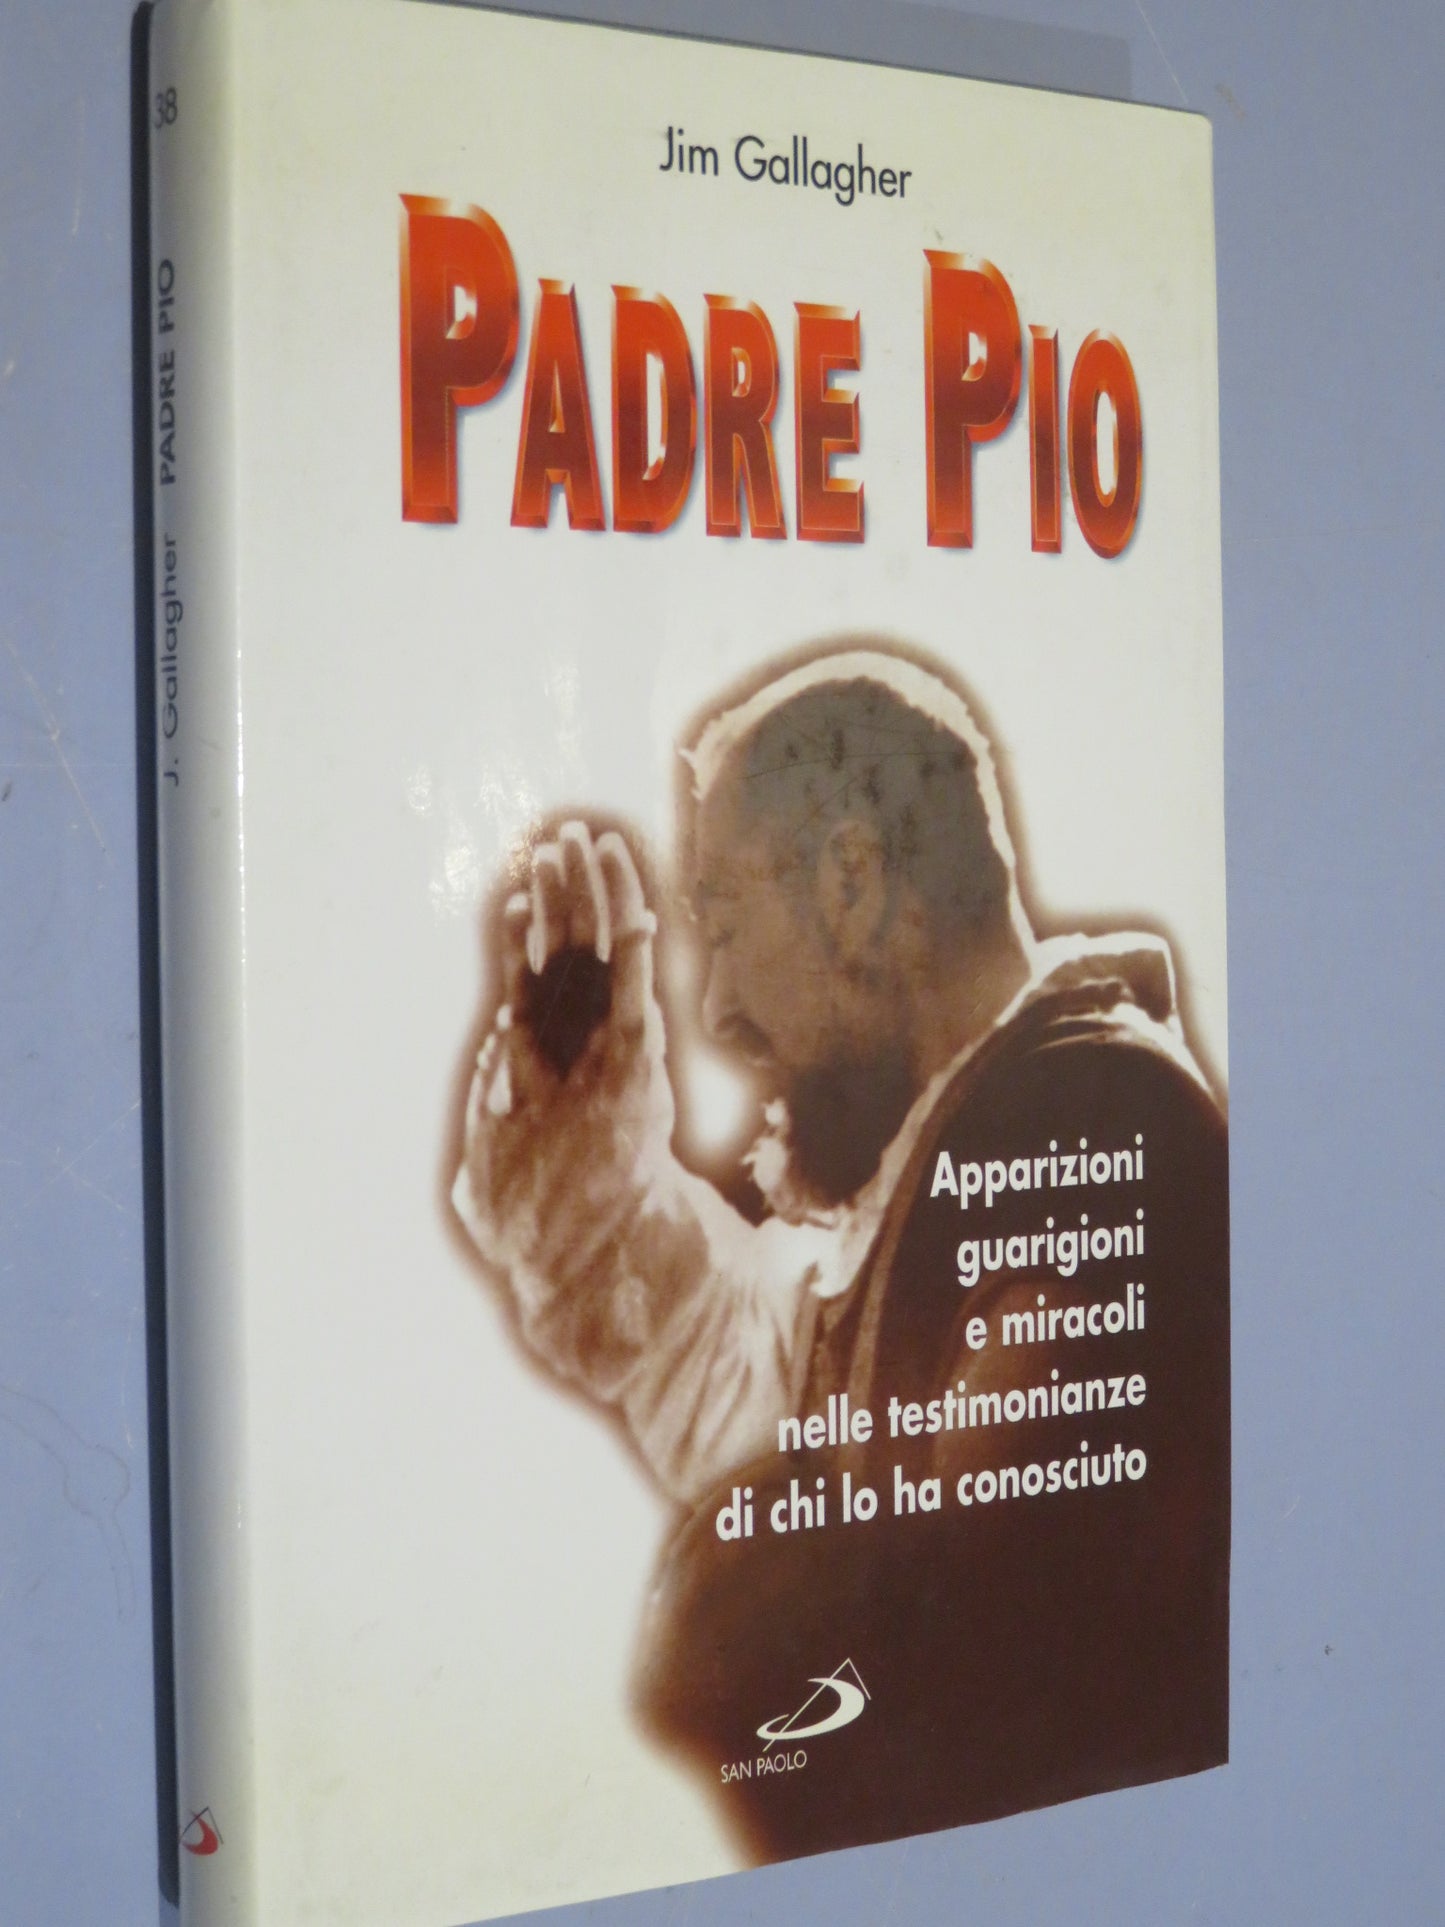 Jim Gallagher
PADRE PIO
Apparizioni
guarigioni
e miracoli
nelle testimonianze
di chi lo ha conosciuto
SAN PAOLO
J. Gallagher PADRE PIO 38